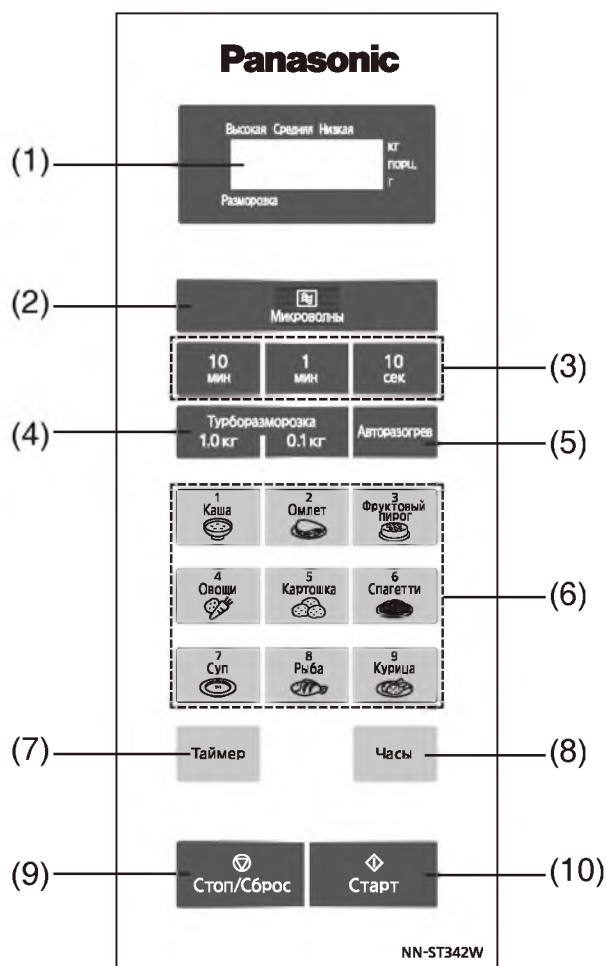 Panasonic
Высокая Средняя Низкая
(1)
кг
порц.
г
Разморозка
(2)
Микроволны
10 мин
1 мин
10 сек
(3)
(4)
Турборазморозка
1.0 кг 0.1 кг
Авторазогрев
(5)
1 Каша
2 Омлет
3 Фруктовый пирог
4 Овощи
5 Картошка
6 Спагетти
(6)
7 Суп
8 Рыба
9 Курица
(7)
Таймер
Часы
(8)
(9)
Стоп/Сброс
Старт
(10)
NN-ST342W